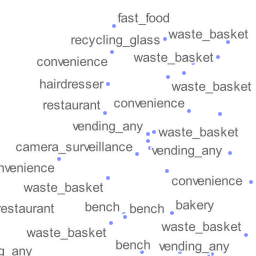 fast_food
recycling_glass
waste_basket
convenience
waste_basket
hairdresser
waste_basket
restaurant
convenience
vending_any
waste_basket
camera_surveillance
vending_any
nvenience
convenience
waste_basket
estaurant
bench
bench
bakery
waste_basket
waste_basket
bench
vending_any
g_any